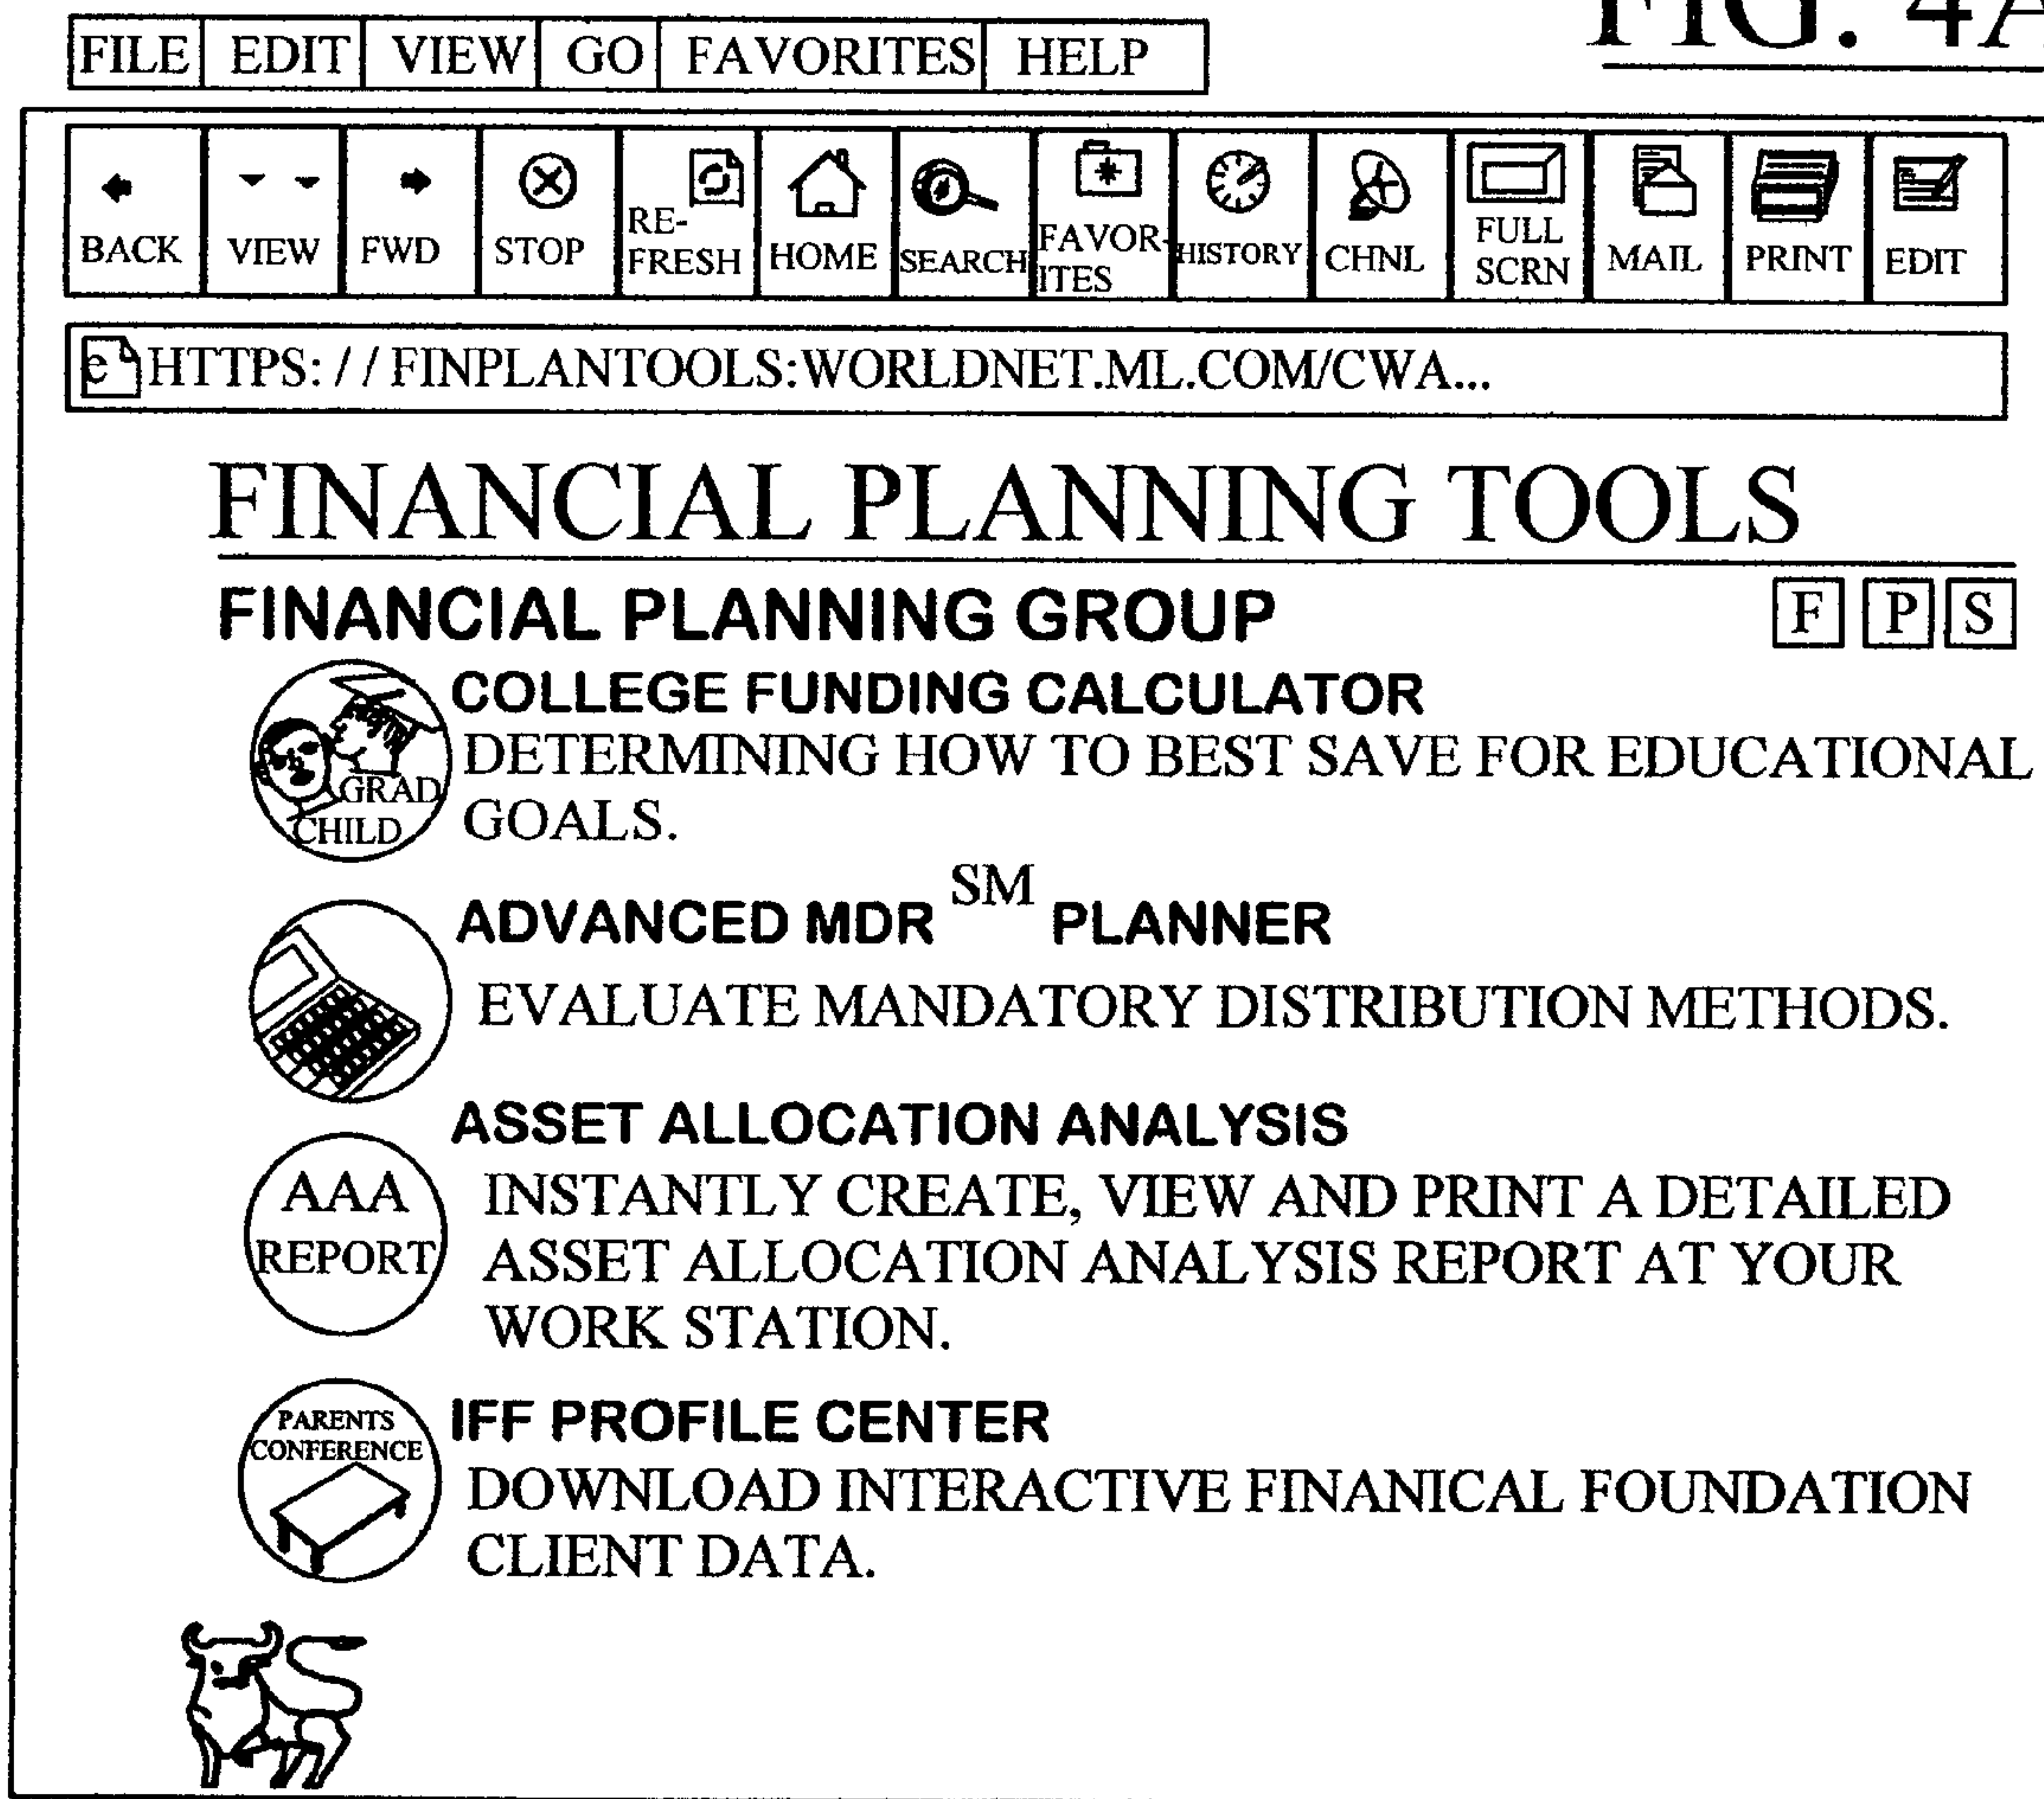 FIG. 4A
FILE EDIT VIEW GO FAVORITES HELP
BACK VIEW FWD STOP RE-FRESH HOME SEARCH FAVOR-ITES HISTORY CHNL FULL SCRN MAIL PRINT EDIT
e HTTPS: / / FINPLANTOOLS:WORLDNET.ML.COM/CWA...
FINANCIAL PLANNING TOOLS
FINANCIAL PLANNING GROUP F P S
COLLEGE FUNDING CALCULATOR
DETERMINING HOW TO BEST SAVE FOR EDUCATIONAL
GOALS.
GRAD
CHILD
ADVANCED MDR SM PLANNER
EVALUATE MANDATORY DISTRIBUTION METHODS.
ASSET ALLOCATION ANALYSIS
AAA
REPORT
INSTANTLY CREATE, VIEW AND PRINT A DETAILED
ASSET ALLOCATION ANALYSIS REPORT AT YOUR
WORK STATION.
PARENTS
CONFERENCE
IFF PROFILE CENTER
DOWNLOAD INTERACTIVE FINANICAL FOUNDATION
CLIENT DATA.